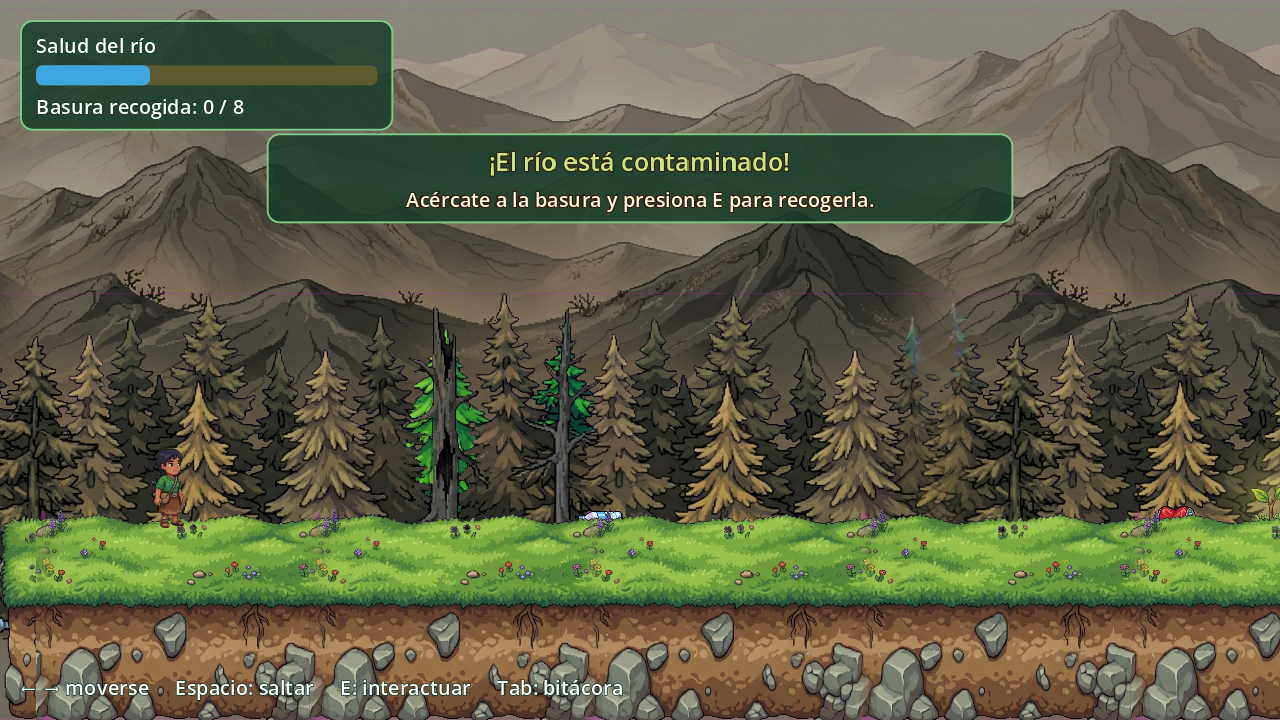 Salud del río
Basura recogida: 0 / 8
¡El río está contaminado!
Acércate a la basura y presiona E para recogerla.
← → moverse Espacio: saltar E: interactuar Tab: bitácora